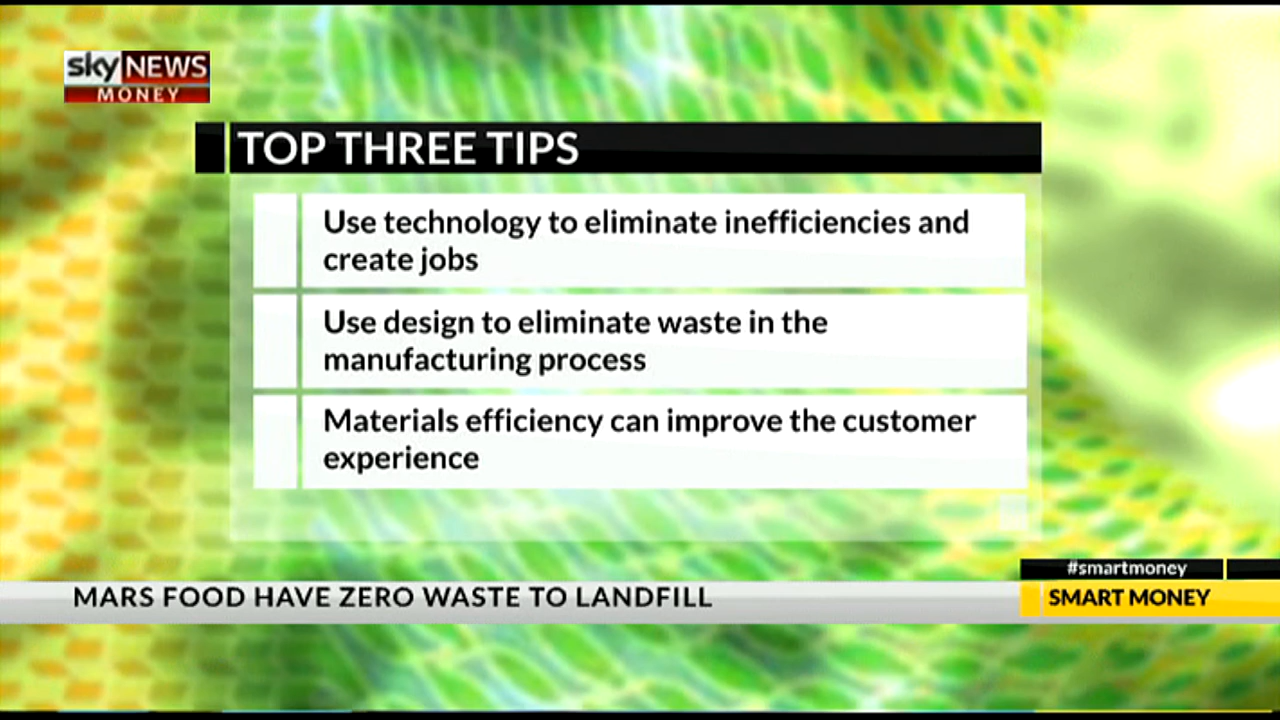 sky NEWS
MONEY
TOP THREE TIPS
Use technology to eliminate inefficiencies and
create jobs
Use design to eliminate waste in the
manufacturing process
Materials efficiency can improve the customer
experience
#smartmoney
MARS FOOD HAVE ZERO WASTE TO LANDFILL
SMART MONEY